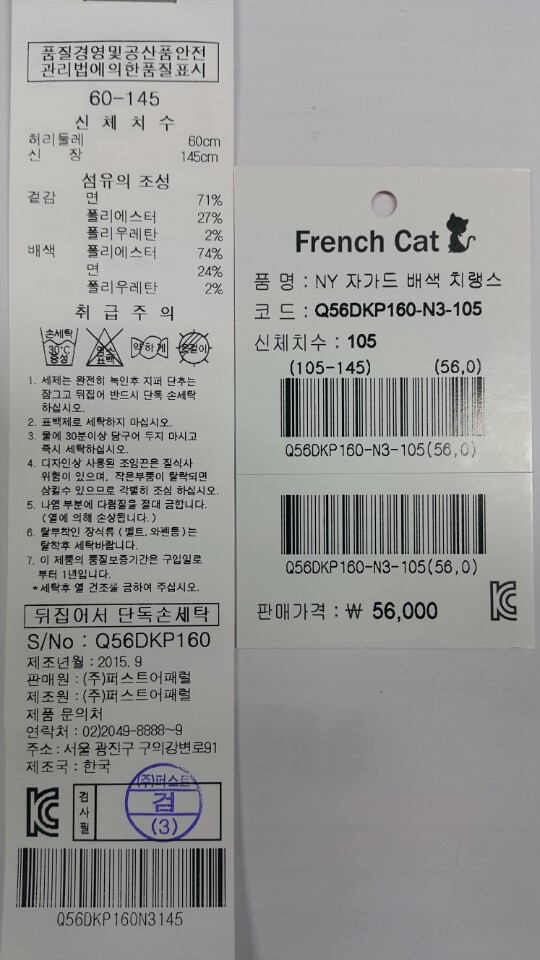 품질경영및공산품안전
관리법에의한품질표시
60-145
신 체 치 수
허리둘레 60cm
신 장 145cm
섬유의 조성
겉감 면 71%
폴리에스터 27%
폴리우레탄 2%
배색 폴리에스터 74%
면 24%
폴리우레탄 2%
취 급 주 의
손세탁 30℃ 중성 염소 표백 약하게 옷걸이
1. 세제는 완전히 녹인후 지퍼 단추는
잠그고 뒤집어 반드시 단독 손세탁
하십시오.
2. 표백제로 세탁하지 마십시오.
3. 물에 30분이상 담구어 두지 마시고
즉시 세탁하십시오.
4. 디자인상 사용된 조임끈은 질식사
위험이 있으며, 작은부품이 탈락되면
삼킬수 있으므로 각별히 조심 하십시오.
5. 나염 부분에 다림질을 절대 금합니다.
(열에 의해 손상됩니다.)
6. 탈부착된 장식류(벨트,와펜등)는
탈착후 세탁바랍니다.
7. 이 제품의 품질보증기간은 구입일로
부터 1년입니다.
*세탁후 열 건조을 금하여 주십시오.
뒤집어서 단독손세탁
S/No : Q56DKP160
제조년월 : 2015. 9
판매원 : (주)퍼스트어패럴
제조원 : (주)퍼스트어패럴
제품 문의처
연락처 : 02)2049-8888~9
주소 : 서울 광진구 구의강변로91
제조국 : 한국
검사필
검
(3)
Q56DKP160N3145
French Cat
품 명 : NY 자가드 배색 치랭스
코 드 : Q56DKP160-N3-105
신체치수 : 105
(105-145) (56,0)
Q56DKP160-N3-105(56,0)
Q56DKP160-N3-105(56,0)
판매가격 : ₩ 56,000